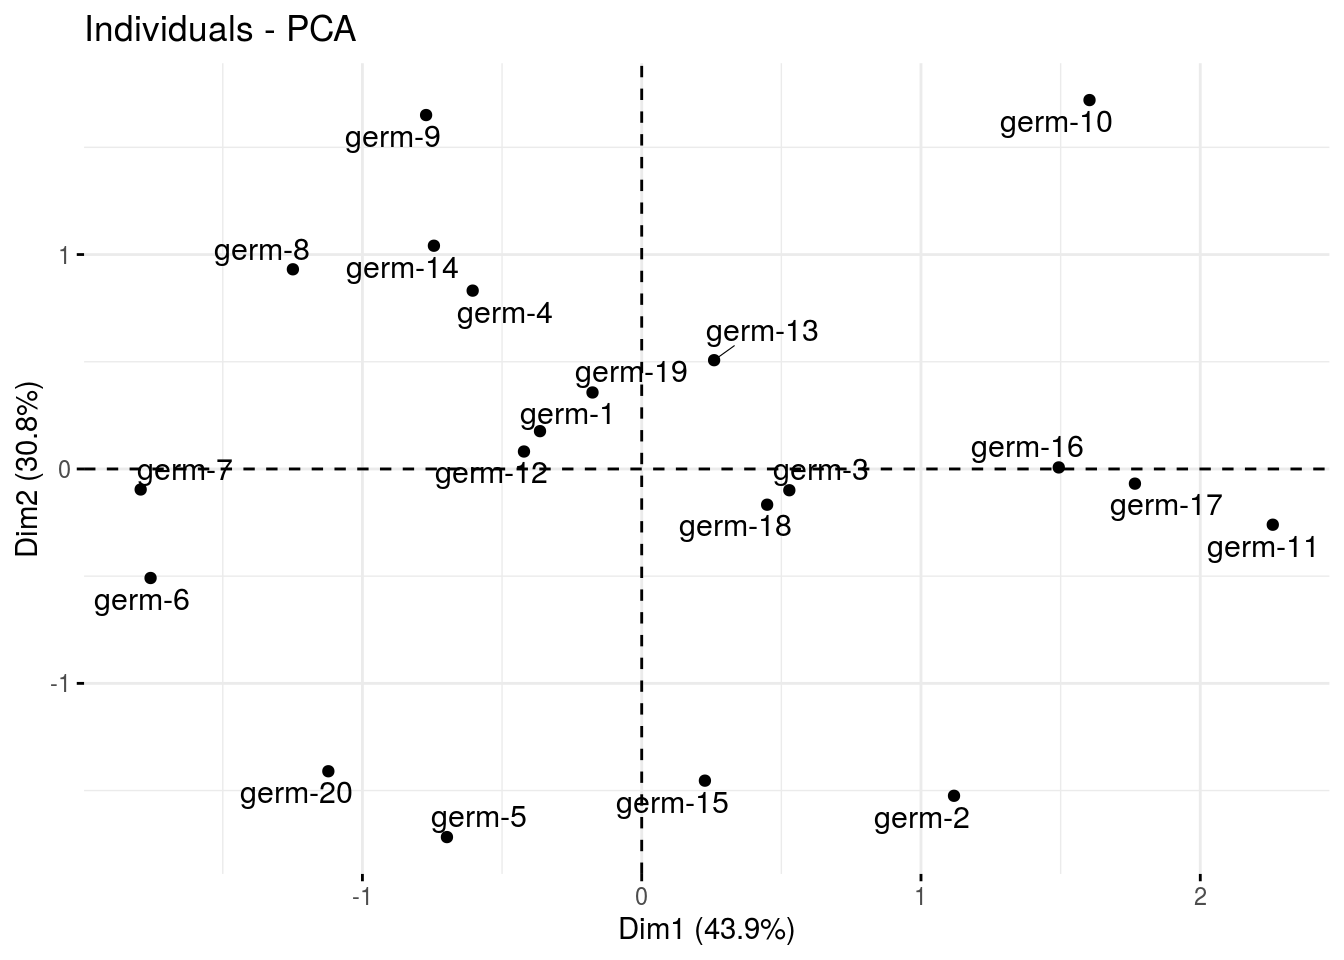 Individuals - PCA
germ-10
germ-9
germ-8
germ-14
germ-4
germ-13
germ-19
germ-1
germ-16
germ-7
germ-12
germ-3
germ-17
germ-18
germ-11
germ-6
germ-20
germ-5
germ-15
germ-2
1
0
-1
Dim2 (30.8%)
-1
0
1
2
Dim1 (43.9%)